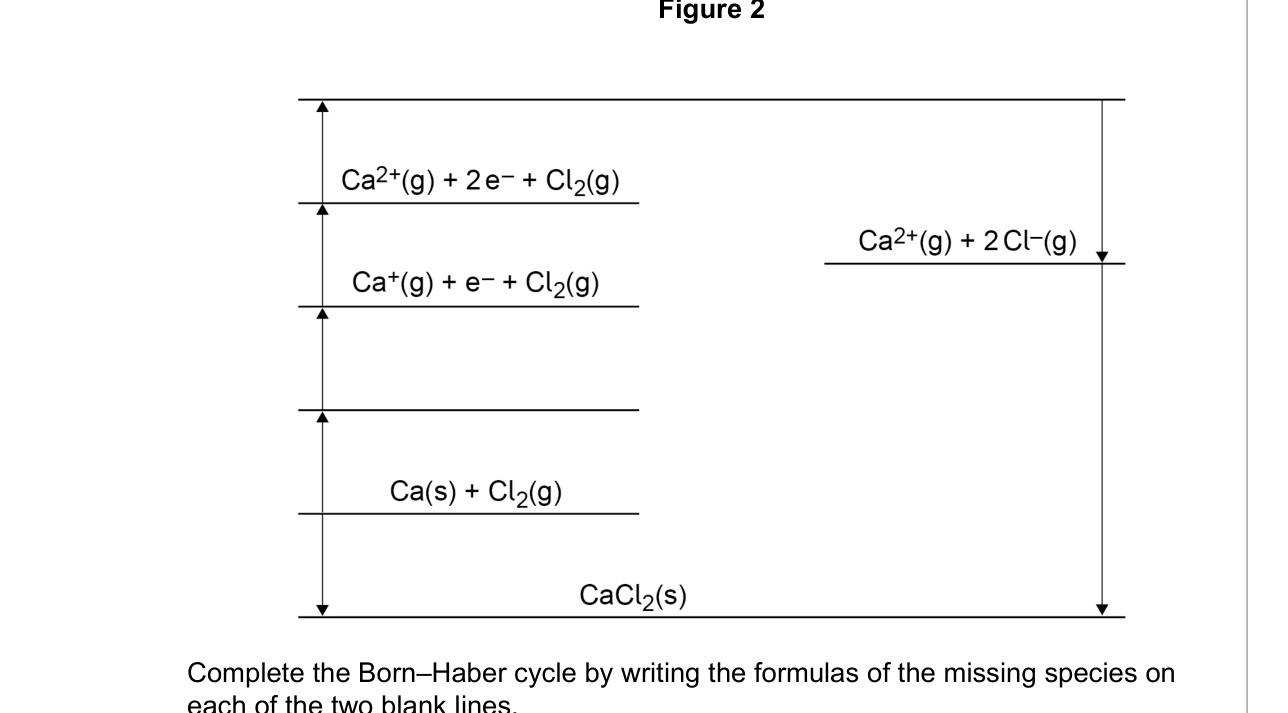 Figure 2
Ca²⁺(g) + 2 e⁻ + Cl₂(g)
Ca²⁺(g) + 2 Cl⁻(g)
Ca⁺(g) + e⁻ + Cl₂(g)
Ca(s) + Cl₂(g)
CaCl₂(s)
Complete the Born–Haber cycle by writing the formulas of the missing species on
each of the two blank lines.